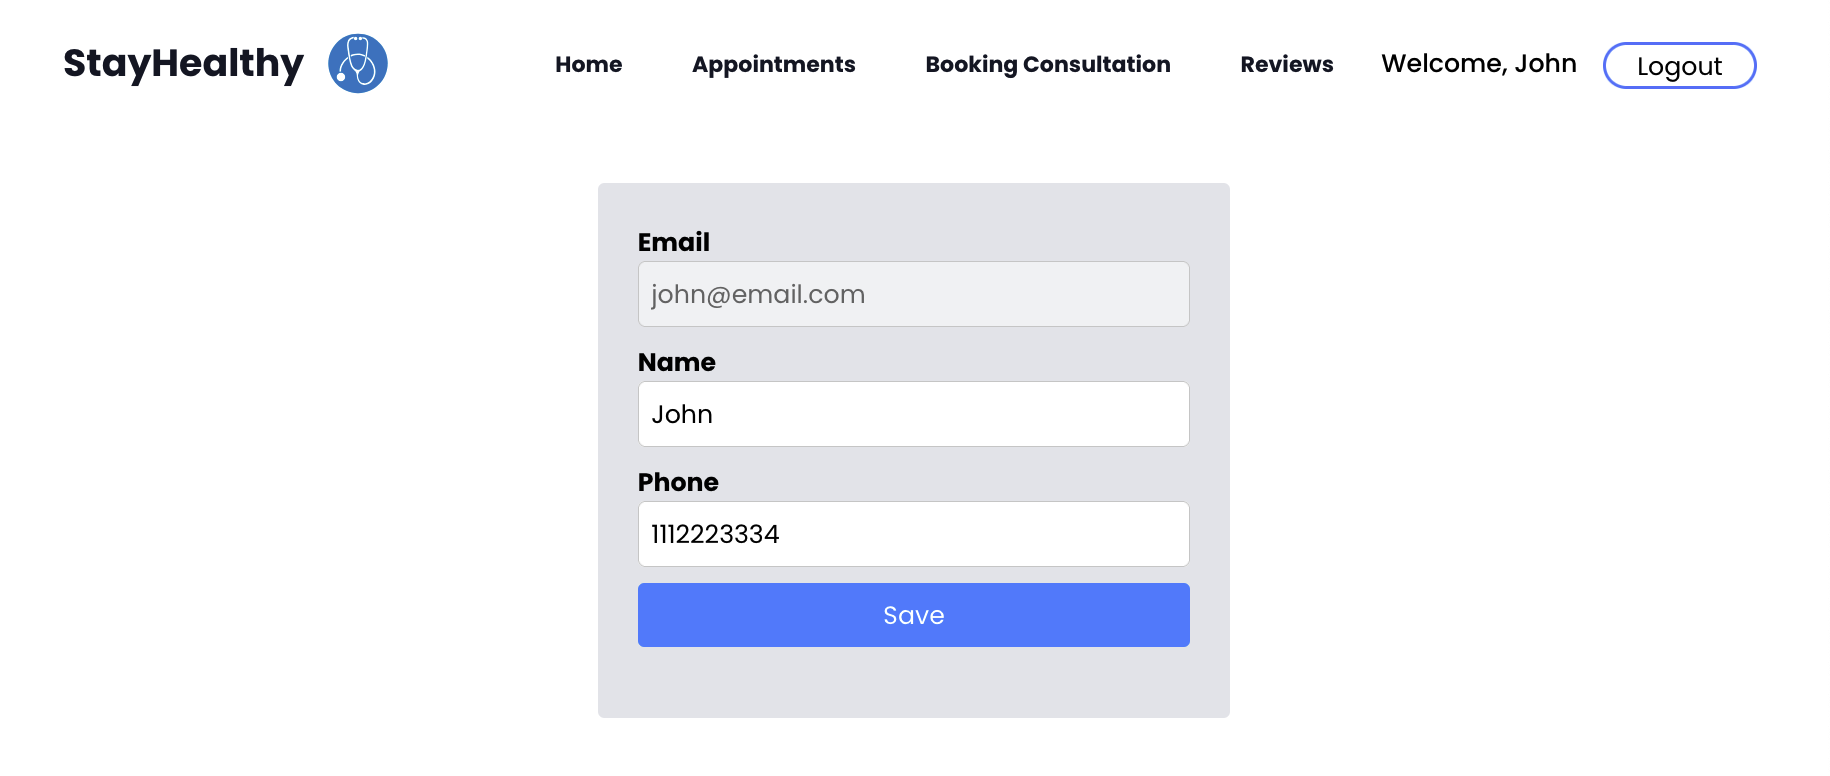 StayHealthy Home Appointments Booking Consultation Reviews Welcome, John Logout
Email
john@email.com
Name
John
Phone
1112223334
Save